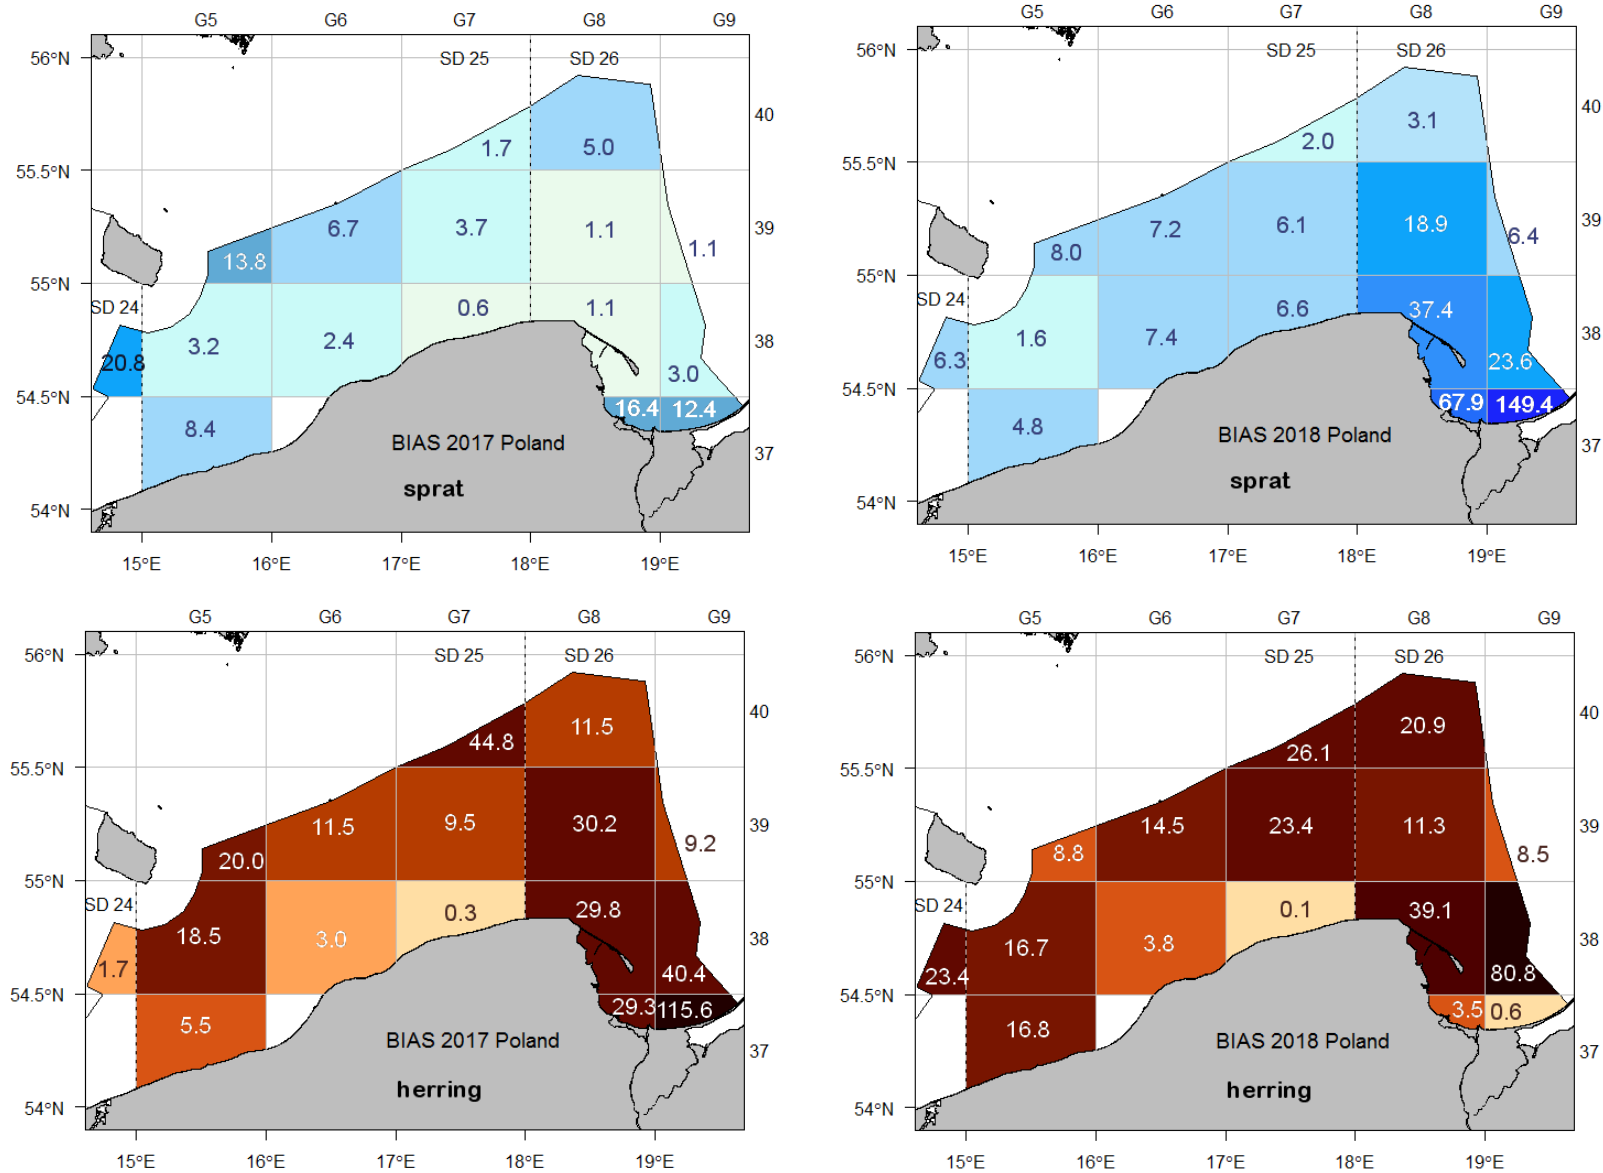 G5 G6 G7 G8 G9
SD 25 SD 26
56°N
40
1.7 5.0
55.5°N
6.7 3.7 1.1 39
1.1
13.8
55°N
SD 24
0.6 1.1
3.2 2.4 38
20.8
3.0
54.5°N
16.4 12.4
8.4
BIAS 2017 Poland
37
sprat
54°N
15°E 16°E 17°E 18°E 19°E
G5 G6 G7 G8 G9
SD 25 SD 26
56°N
40
3.1
2.0
55.5°N
7.2 6.1 18.9 39
6.4
8.0
55°N
SD 24
6.6 37.4
1.6 7.4 38
6.3 23.6
54.5°N
67.9 149.4
4.8
BIAS 2018 Poland
37
sprat
54°N
15°E 16°E 17°E 18°E 19°E
G5 G6 G7 G8 G9
SD 25 SD 26
56°N
40
11.5
44.8
55.5°N
11.5 9.5 30.2 39
9.2
20.0
55°N
SD 24
0.3 29.8
18.5 3.0 38
1.7 40.4
54.5°N
29.3 115.6
5.5
BIAS 2017 Poland
37
herring
54°N
15°E 16°E 17°E 18°E 19°E
G5 G6 G7 G8 G9
SD 25 SD 26
56°N
40
20.9
26.1
55.5°N
14.5 23.4 11.3 39
8.8 8.5
55°N
SD 24
0.1 39.1
16.7 3.8 38
23.4 80.8
54.5°N
3.5 0.6
16.8
BIAS 2018 Poland
37
herring
54°N
15°E 16°E 17°E 18°E 19°E